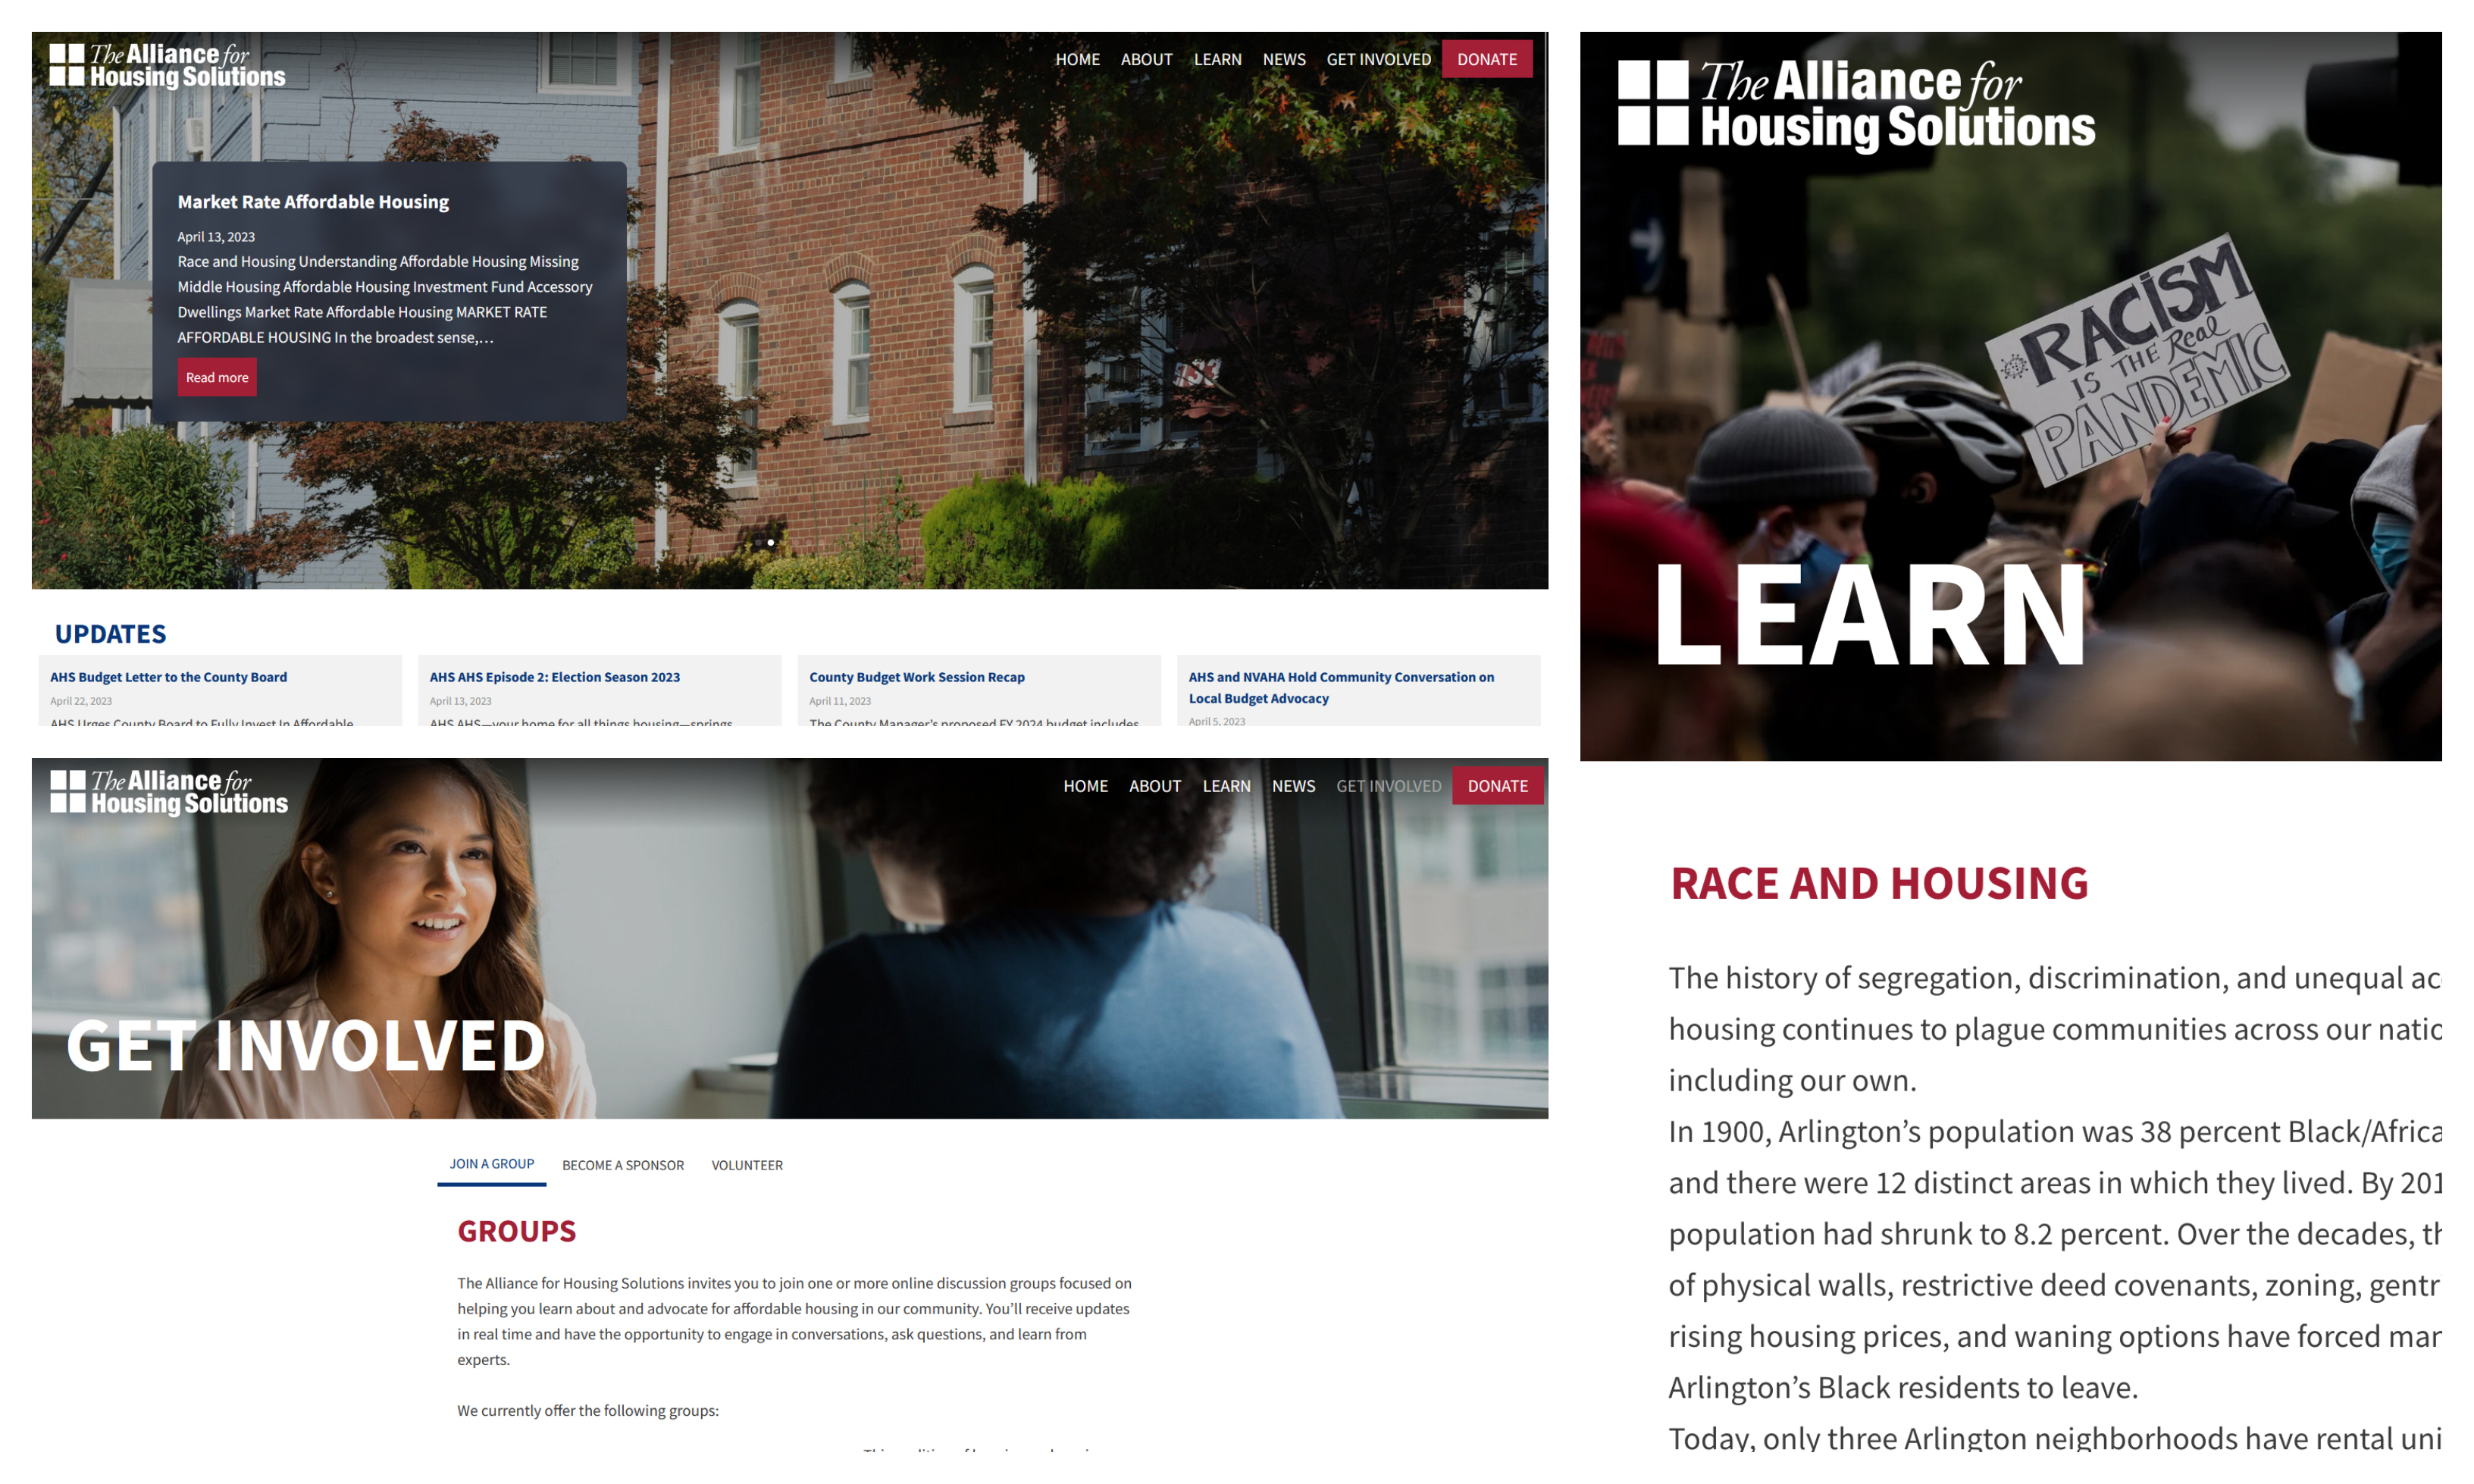 The Alliance for
Housing Solutions
HOME ABOUT LEARN NEWS GET INVOLVED DONATE
Market Rate Affordable Housing
April 13, 2023
Race and Housing Understanding Affordable Housing Missing
Middle Housing Affordable Housing Investment Fund Accessory
Dwellings Market Rate Affordable Housing MARKET RATE
AFFORDABLE HOUSING In the broadest sense,…
Read more
733
UPDATES
AHS Budget Letter to the County Board
April 22, 2023
AHS Urges County Board to Fully Invest In Affordable
AHS AHS Episode 2: Election Season 2023
April 13, 2023
AHS AHS—your home for all things housing—springs
County Budget Work Session Recap
April 11, 2023
The County Manager's proposed FY 2024 budget includes
AHS and NVAHA Hold Community Conversation on
Local Budget Advocacy
April 5, 2023
The Alliance for
Housing Solutions
HOME ABOUT LEARN NEWS GET INVOLVED DONATE
GET INVOLVED
JOIN A GROUP BECOME A SPONSOR VOLUNTEER
GROUPS
The Alliance for Housing Solutions invites you to join one or more online discussion groups focused on
helping you learn about and advocate for affordable housing in our community. You'll receive updates
in real time and have the opportunity to engage in conversations, ask questions, and learn from
experts.
We currently offer the following groups:
The Alliance for
Housing Solutions
RACISM
IS THE Real
PANDEMIC
LEARN
RACE AND HOUSING
The history of segregation, discrimination, and unequal ac
housing continues to plague communities across our natio
including our own.
In 1900, Arlington's population was 38 percent Black/Africa
and there were 12 distinct areas in which they lived. By 201
population had shrunk to 8.2 percent. Over the decades, th
of physical walls, restrictive deed covenants, zoning, gentr
rising housing prices, and waning options have forced mar
Arlington's Black residents to leave.
Today, only three Arlington neighborhoods have rental uni